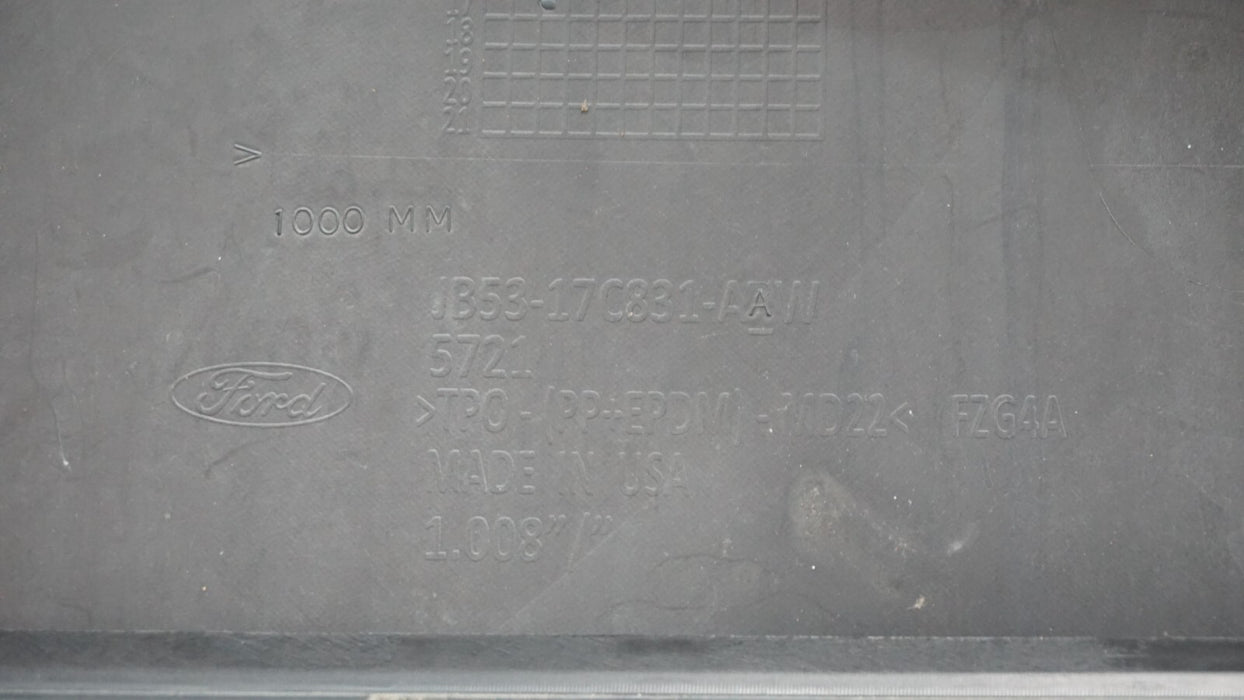 18
19
20
21
>
1000 MM
JB53-17C831-AAW
5721
Ford >TPO - (PP+EPDM) - MD22< FZG4A
MADE IN USA
1.008"/"